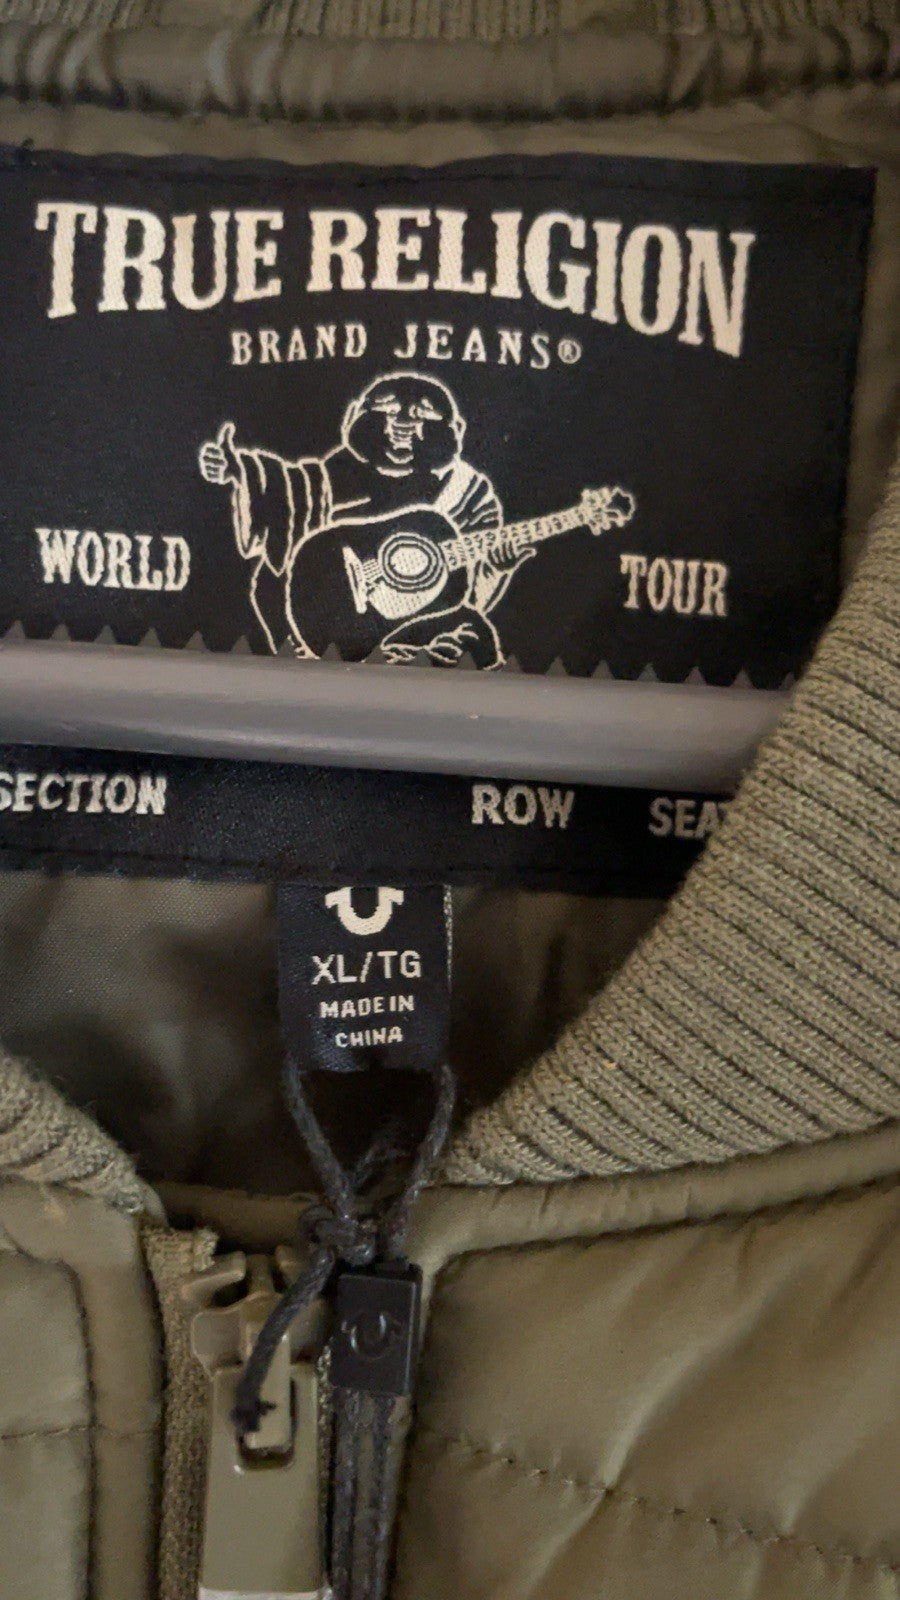 TRUE RELIGION
BRAND JEANS®
WORLD TOUR
SECTION ROW
XL/TG
MADE IN
CHINA